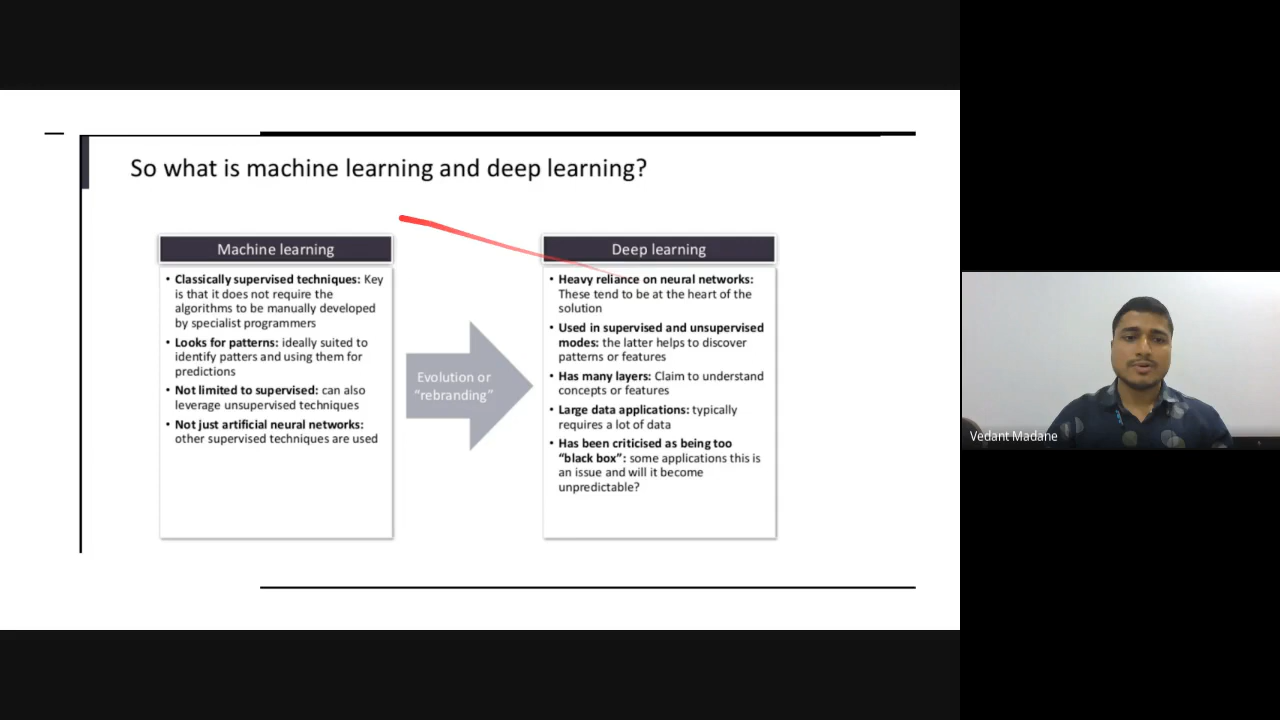 So what is machine learning and deep learning?
Machine learning
• Classically supervised techniques: Key
is that it does not require the
algorithms to be manually developed
by specialist programmers
• Looks for patterns: ideally suited to
identify patters and using them for
predictions
• Not limited to supervised: can also
leverage unsupervised techniques
• Not just artificial neural networks:
other supervised techniques are used
Evolution or
“rebranding”
Deep learning
• Heavy reliance on neural networks:
These tend to be at the heart of the
solution
• Used in supervised and unsupervised
modes: the latter helps to discover
patterns or features
• Has many layers: Claim to understand
concepts or features
• Large data applications: typically
requires a lot of data
• Has been criticised as being too
“black box”: some applications this is
an issue and will it become
unpredictable?
Vedant Madane